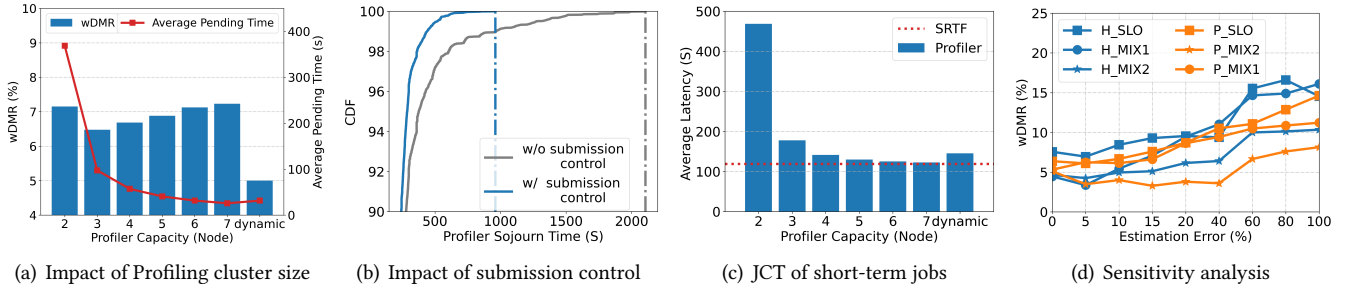 wDMR Average Pending Time
10
9
8
7
6
5
4
wDMR (%)
400
300
200
100
0
Average Pending Time (s)
2 3 4 5 6 7 dynamic
Profiler Capacity (Node)
(a) Impact of Profiling cluster size
100
98
96
94
92
90
CDF
w/o submission
control
w/ submission
control
500 1000 1500 2000
Profiler Sojourn Time (S)
(b) Impact of submission control
500
400
300
200
100
0
Average Latency (S)
SRTF
Profiler
2 3 4 5 6 7 dynamic
Profiler Capacity (Node)
(c) JCT of short-term jobs
25
20
15
10
5
0
wDMR (%)
H_SLO P_SLO
H_MIX1 P_MIX2
H_MIX2 P_MIX1
0 5 10 15 20 40 60 80 100
Estimation Error (%)
(d) Sensitivity analysis